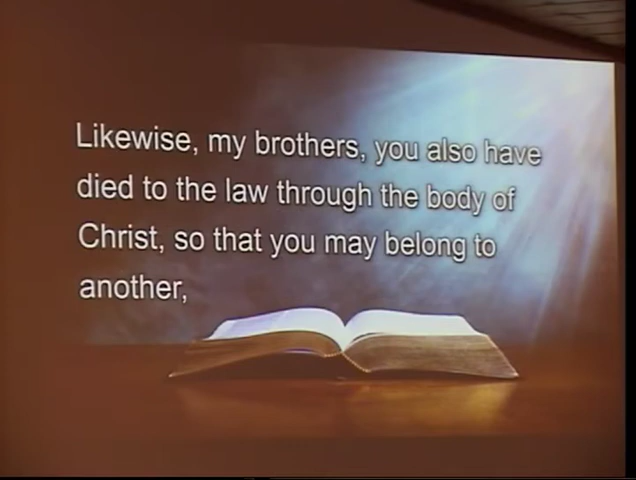 Likewise, my brothers, you also have
died to the law through the body of
Christ, so that you may belong to
another,